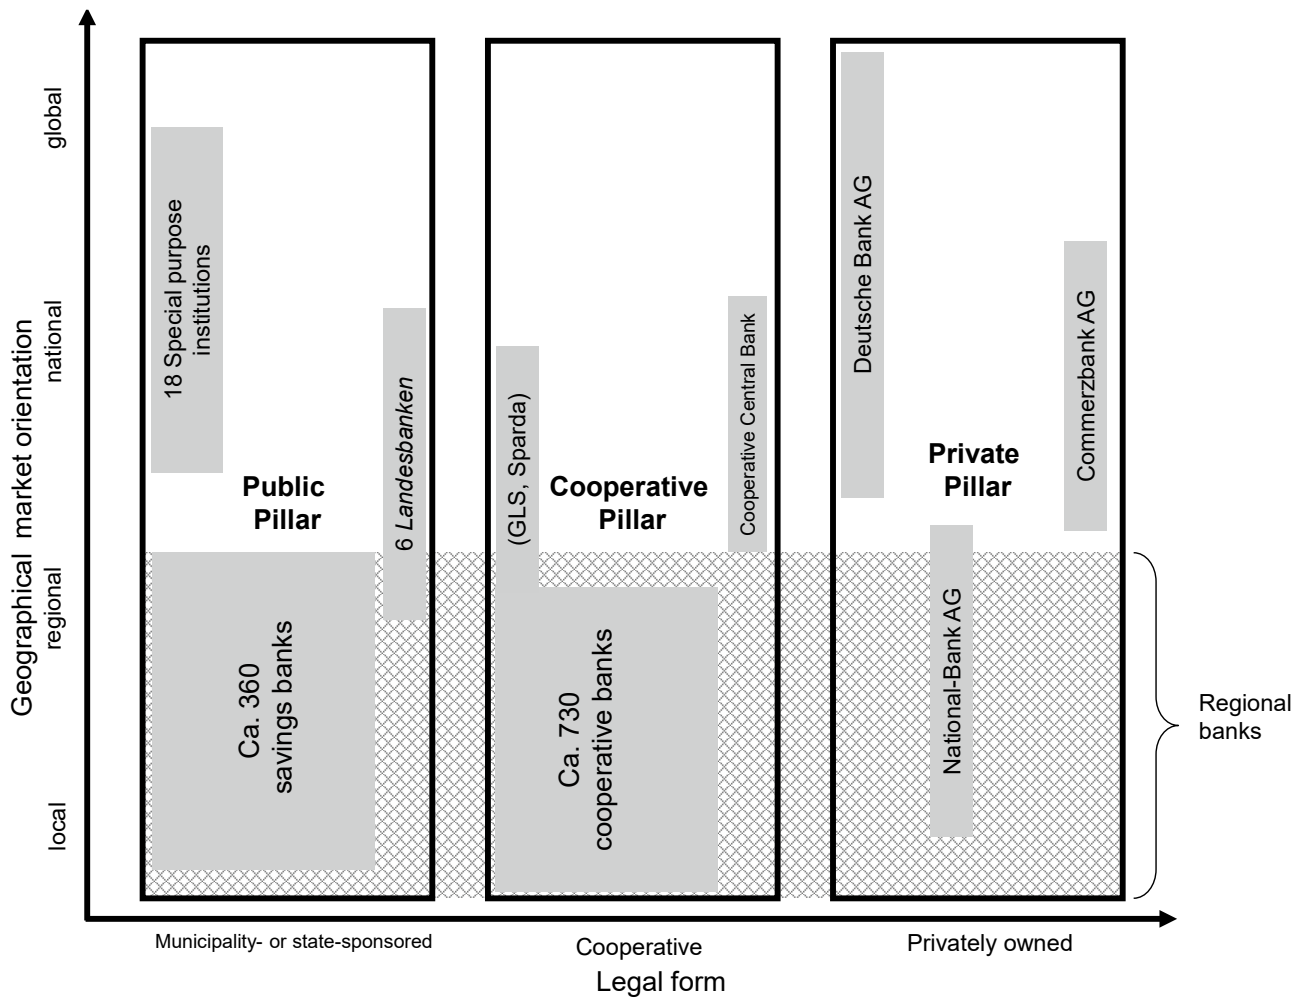 Geographical market orientation
global
national
regional
local
18 Special purpose
institutions
Public
Pillar
6 Landesbanken
Ca. 360
savings banks
(GLS, Sparda)
Cooperative
Pillar
Cooperative Central Bank
Ca. 730
cooperative banks
Deutsche Bank AG
Private
Pillar
Commerzbank AG
National-Bank AG
Regional
banks
Municipality- or state-sponsored
Cooperative
Privately owned
Legal form